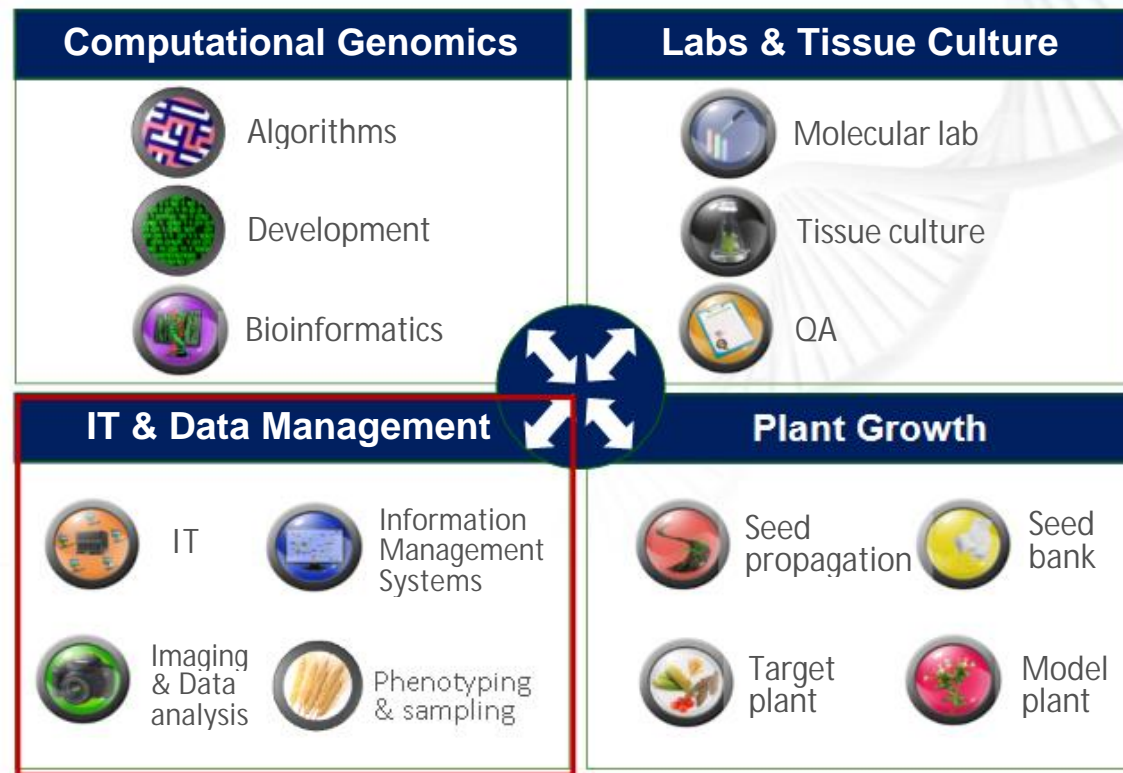 Computational Genomics
Algorithms
Development
Bioinformatics
Labs & Tissue Culture
Molecular lab
Tissue culture
QA
IT & Data Management
IT
Information
Management
Systems
Imaging
& Data
analysis
Phenotyping
& sampling
Plant Growth
Seed
propagation
Seed
bank
Target
plant
Model
plant